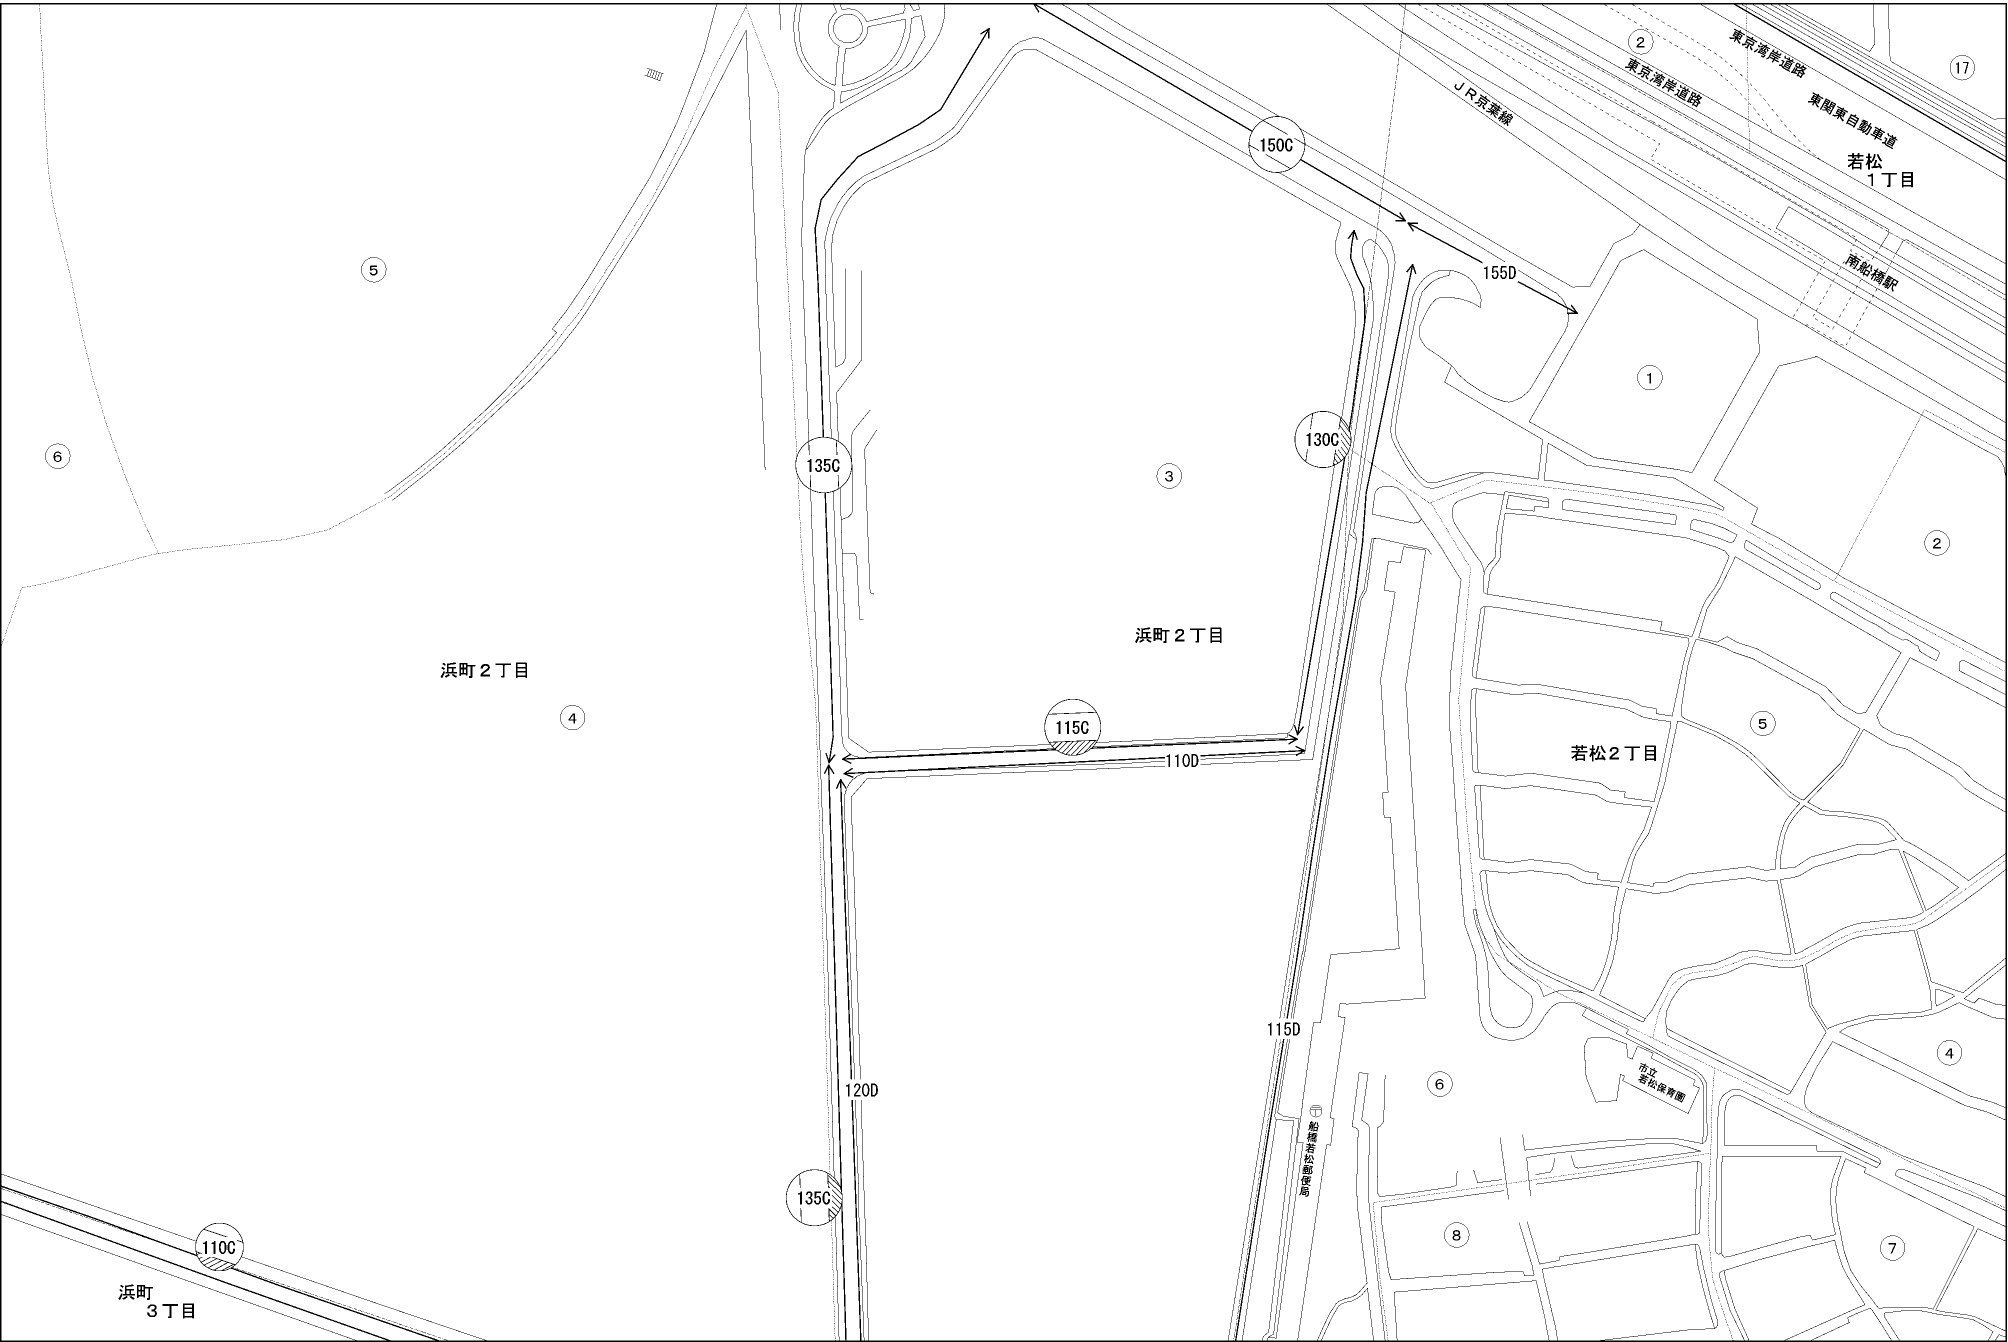 東京湾岸道路
2
17
東京湾岸道路
JR京葉線
東関東自動車道
若松
1丁目
150C
南船橋駅
155D
5
1
130C
6
135C
3
2
浜町2丁目
浜町2丁目
4
115C
5
110D
若松2丁目
115D
4
市立
若松保育園
6
120D
〒
船橋若松郵便局
135C
8
110C
7
浜町
3丁目